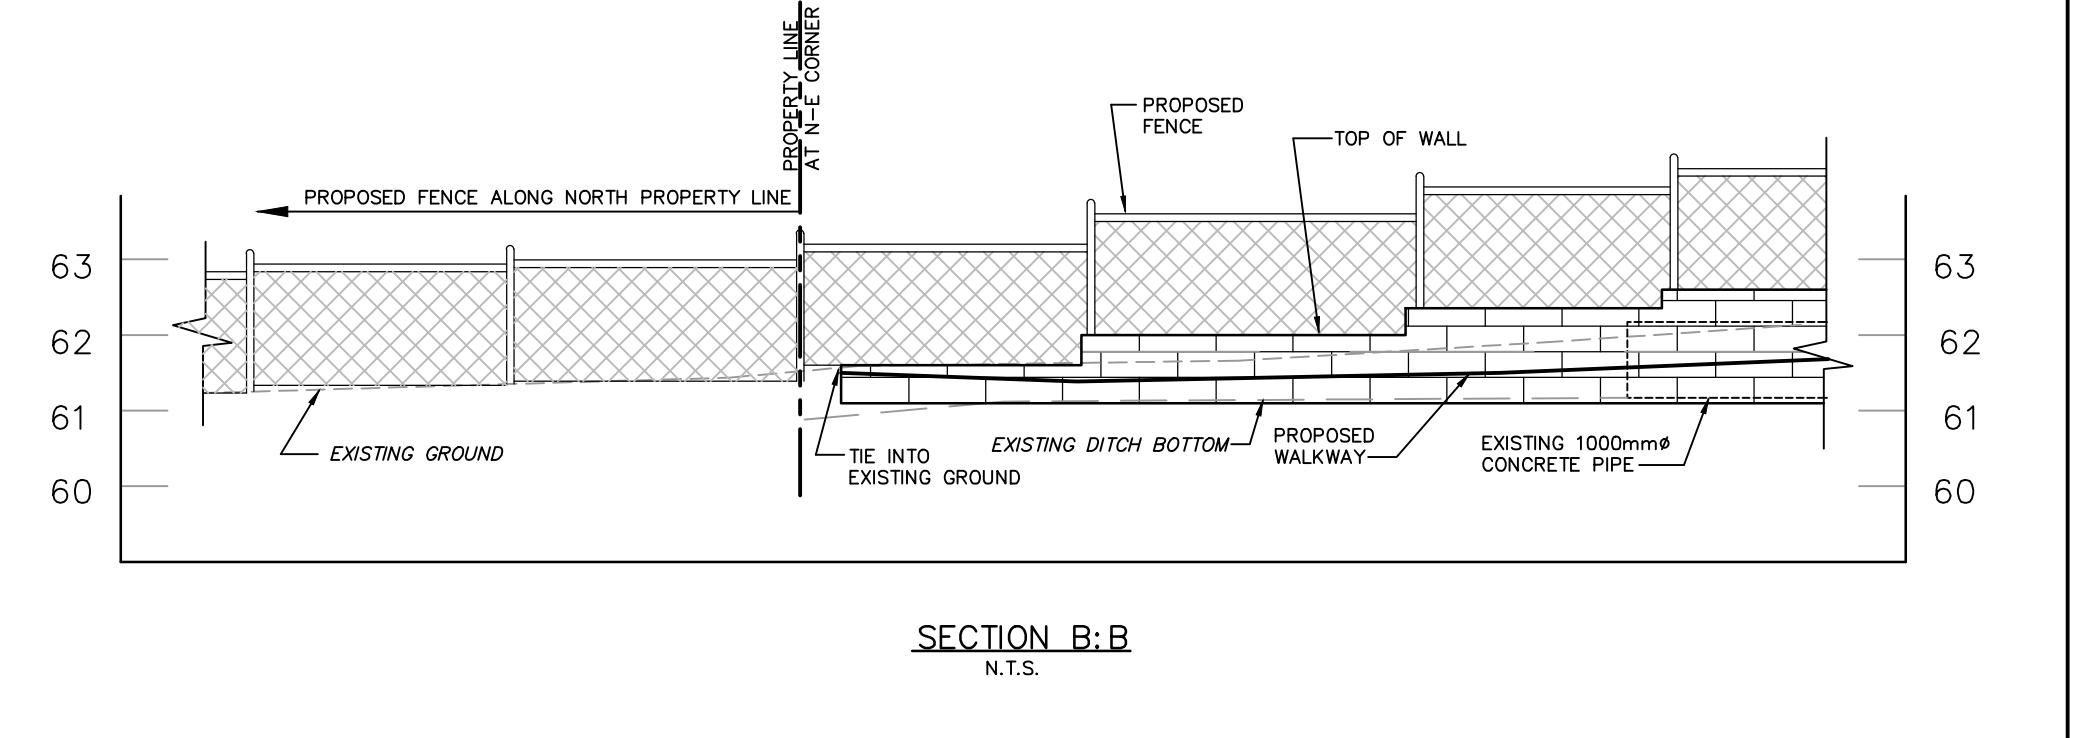 PROPERTY LINE
AT N-E CORNER
PROPOSED
FENCE
TOP OF WALL
PROPOSED FENCE ALONG NORTH PROPERTY LINE
63
63
62
62
61
61
60
60
EXISTING GROUND
TIE INTO
EXISTING GROUND
EXISTING DITCH BOTTOM
PROPOSED
WALKWAY
EXISTING 1000mmø
CONCRETE PIPE
SECTION B:B
N.T.S.